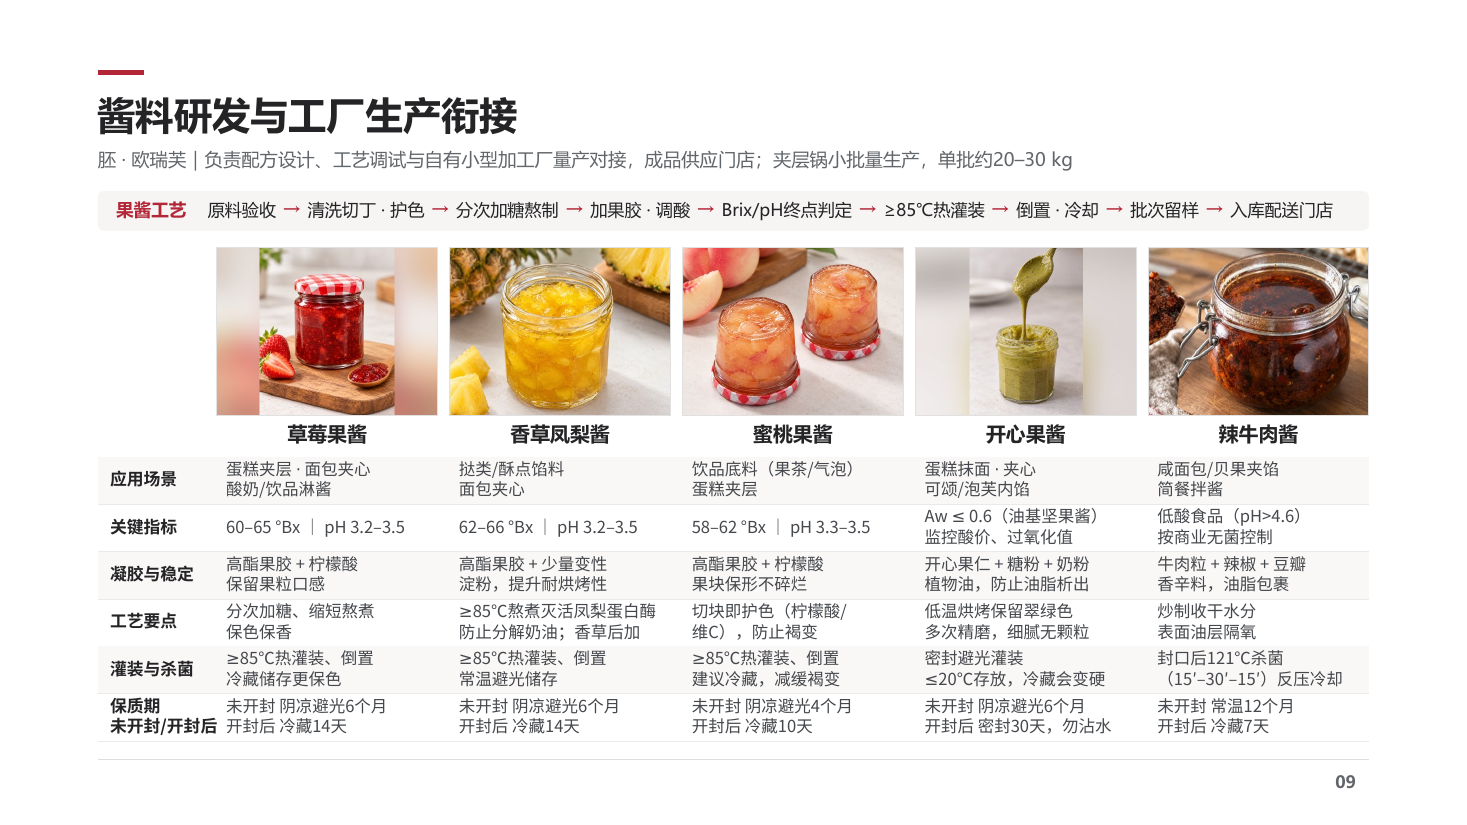 酱料研发与工厂生产衔接
胚 · 欧瑞芙｜负责配方设计、工艺调试与自有小型加工厂量产对接，成品供应门店；夹层锅小批量生产，单批约20–30 kg
果酱工艺 原料验收 → 清洗切丁 · 护色 → 分次加糖熬制 → 加果胶 · 调酸 → Brix/pH终点判定 → ≥85℃热灌装 → 倒置 · 冷却 → 批次留样 → 入库配送门店
草莓果酱 香草凤梨酱 蜜桃果酱 开心果酱 辣牛肉酱
应用场景
蛋糕夹层 · 面包夹心
酸奶/饮品淋酱
挞类/酥点馅料
面包夹心
饮品底料（果茶/气泡）
蛋糕夹层
蛋糕抹面 · 夹心
可颂/泡芙内馅
咸面包/贝果夹馅
简餐拌酱
关键指标
60–65 °Bx ｜ pH 3.2–3.5
62–66 °Bx ｜ pH 3.2–3.5
58–62 °Bx ｜ pH 3.3–3.5
Aw ≤ 0.6（油基坚果酱）
监控酸价、过氧化值
低酸食品（pH>4.6）
按商业无菌控制
凝胶与稳定
高酯果胶 + 柠檬酸
保留果粒口感
高酯果胶 + 少量变性
淀粉，提升耐烘烤性
高酯果胶 + 柠檬酸
果块保形不碎烂
开心果仁 + 糖粉 + 奶粉
植物油，防止油脂析出
牛肉粒 + 辣椒 + 豆瓣
香辛料，油脂包裹
工艺要点
分次加糖、缩短熬煮
保色保香
≥85℃熬煮灭活凤梨蛋白酶
防止分解奶油；香草后加
切块即护色（柠檬酸/
维C），防止褐变
低温烘烤保留翠绿色
多次精磨，细腻无颗粒
炒制收干水分
表面油层隔氧
灌装与杀菌
≥85℃热灌装、倒置
冷藏储存更保色
≥85℃热灌装、倒置
常温避光储存
≥85℃热灌装、倒置
建议冷藏，减缓褐变
密封避光灌装
≤20℃存放，冷藏会变硬
封口后121℃杀菌
（15′–30′–15′）反压冷却
保质期
未开封/开封后
未开封 阴凉避光6个月
开封后 冷藏14天
未开封 阴凉避光6个月
开封后 冷藏14天
未开封 阴凉避光4个月
开封后 冷藏10天
未开封 阴凉避光6个月
开封后 密封30天，勿沾水
未开封 常温12个月
开封后 冷藏7天
09